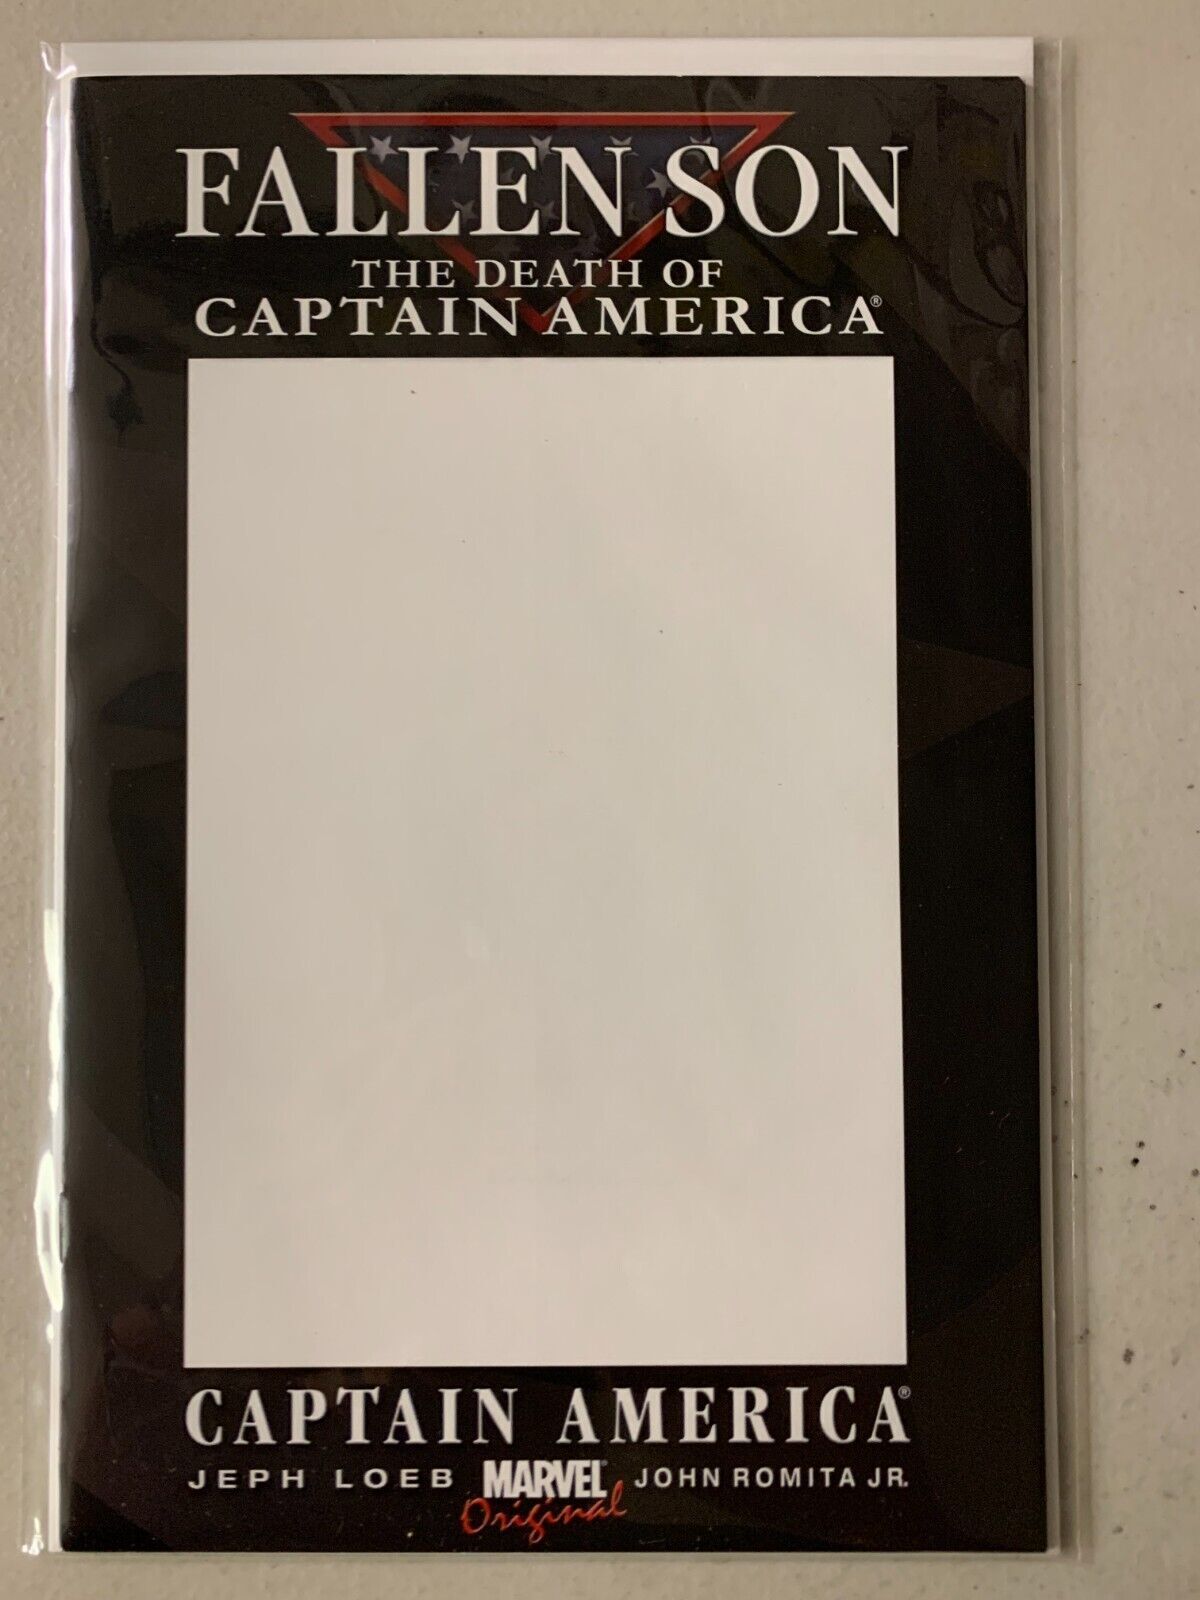 FALLEN SON
THE DEATH OF
CAPTAIN AMERICA®
CAPTAIN AMERICA®
JEPH LOEB MARVEL® JOHN ROMITA JR.
Original